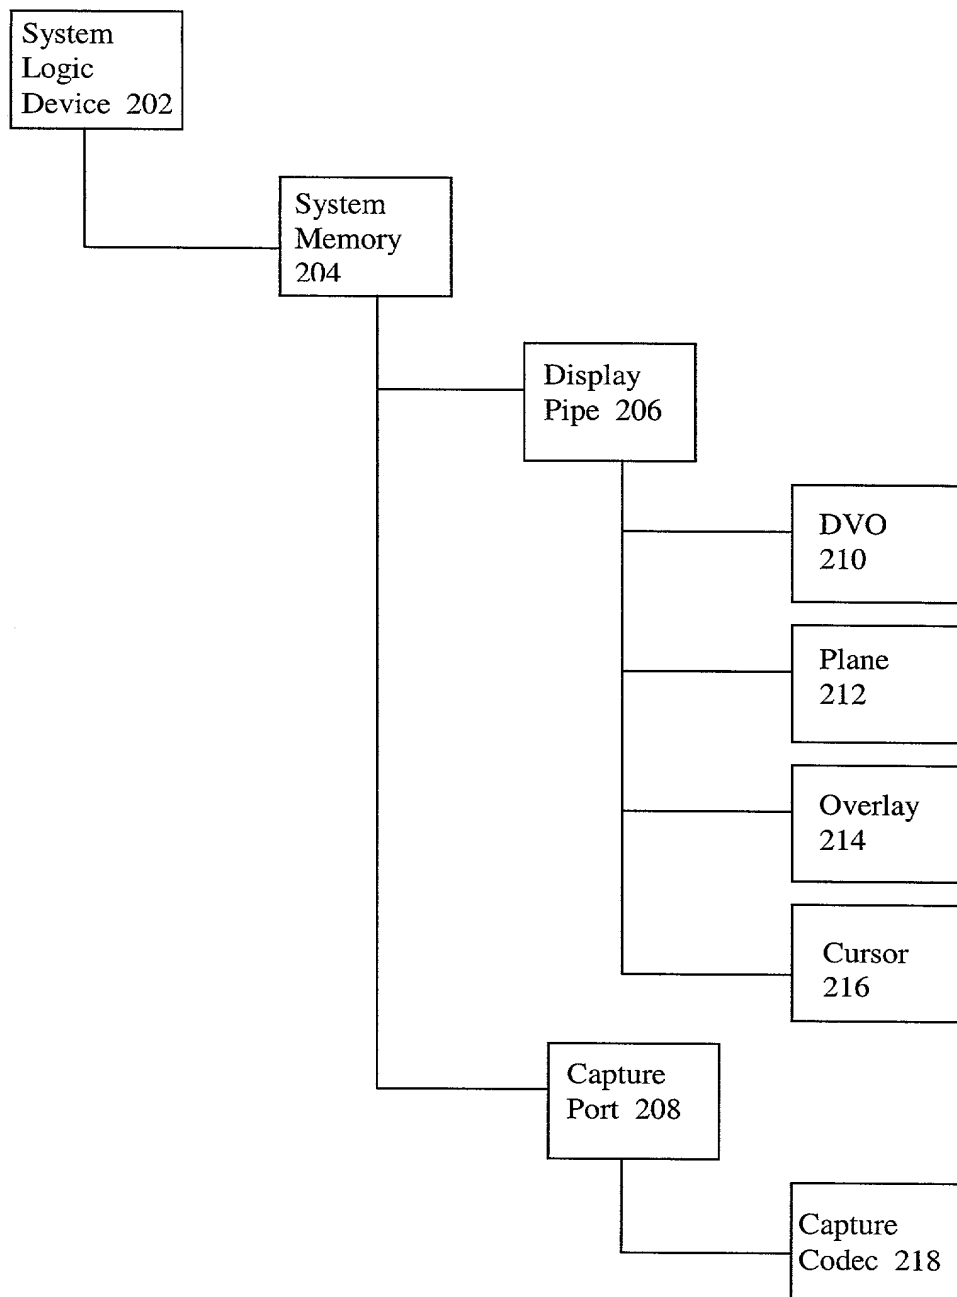 System
Logic
Device 202
System
Memory
204
Display
Pipe 206
DVO
210
Plane
212
Overlay
214
Cursor
216
Capture
Port 208
Capture
Codec 218